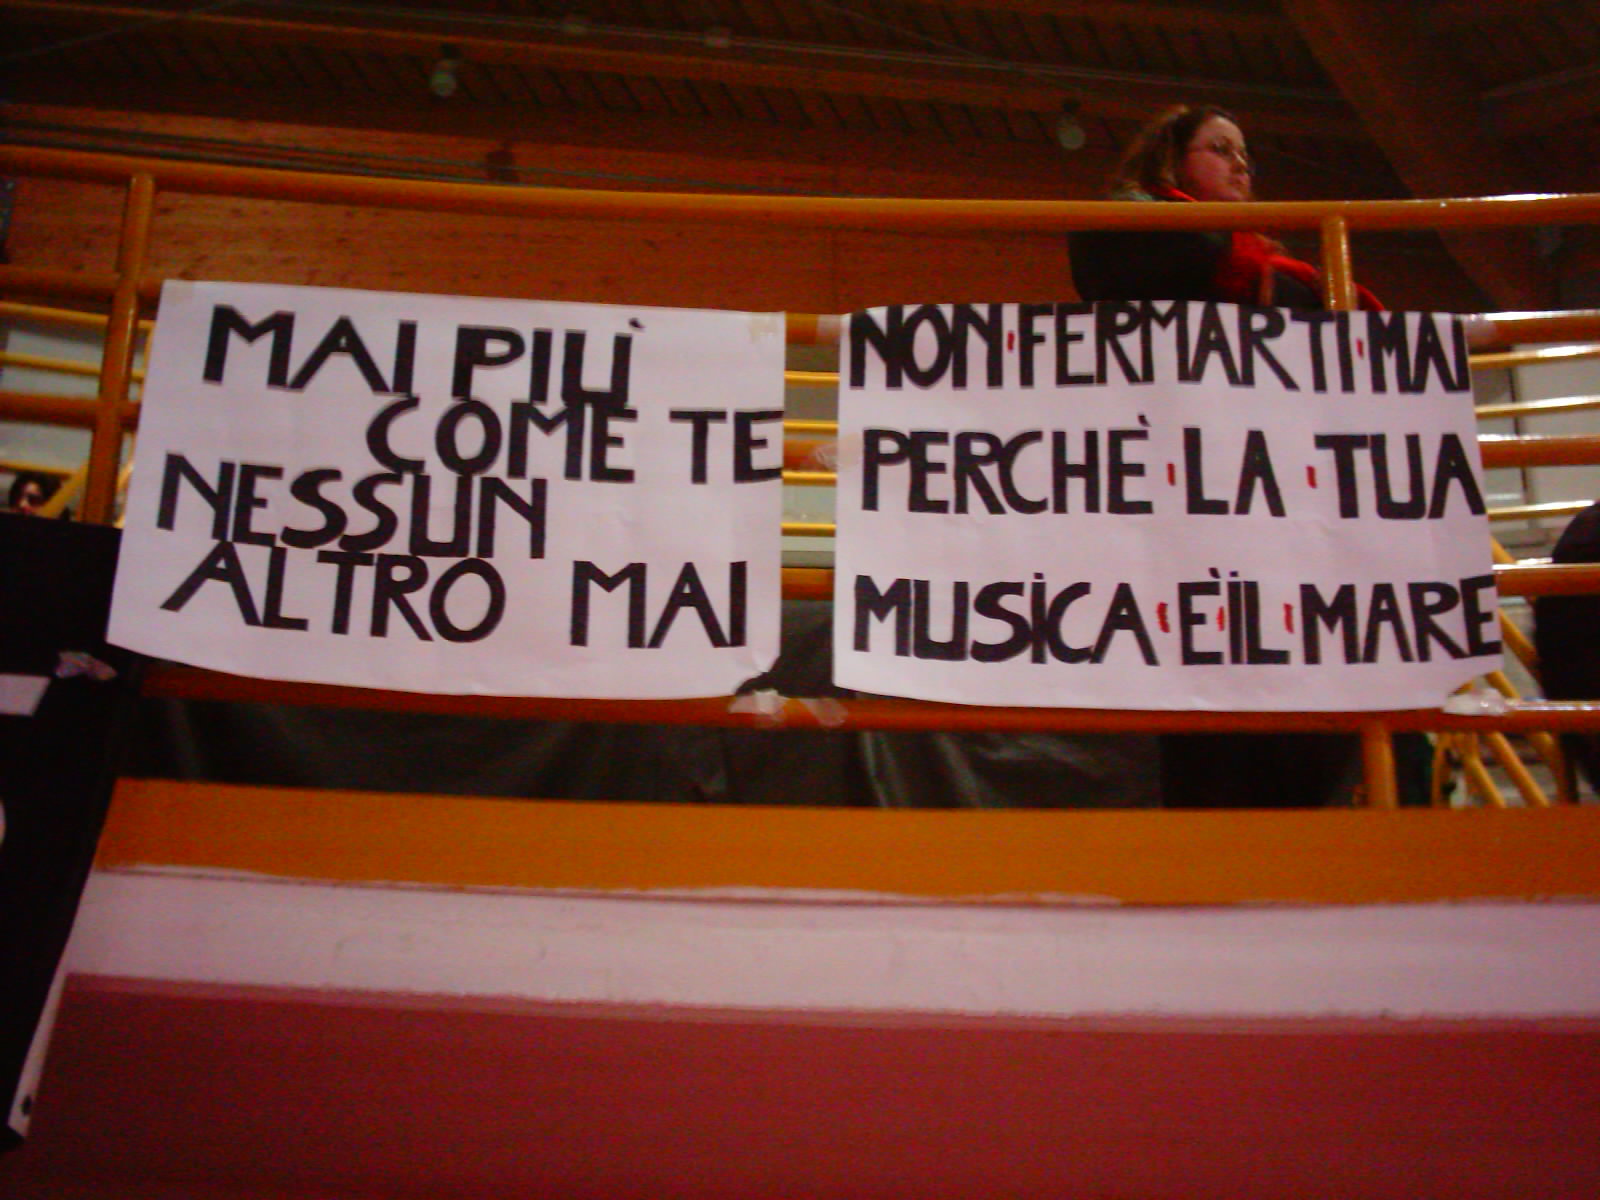 MAI PIÙ
COME TE
NESSUN
ALTRO MAI
NON FERMARTI MAI
PERCHÈ LA TUA
MUSICA È IL MARE